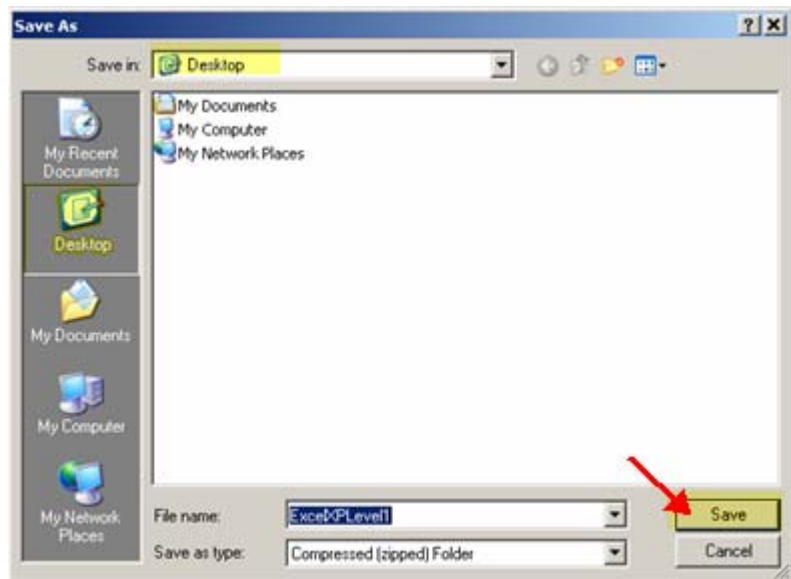 Save As
Save in:
Desktop
My Documents
My Computer
My Network Places
My Recent
Documents
Desktop
My Documents
My Computer
My Network
Places
File name:
ExcelXPLevel1
Save
Save as type:
Compressed (zipped) Folder
Cancel